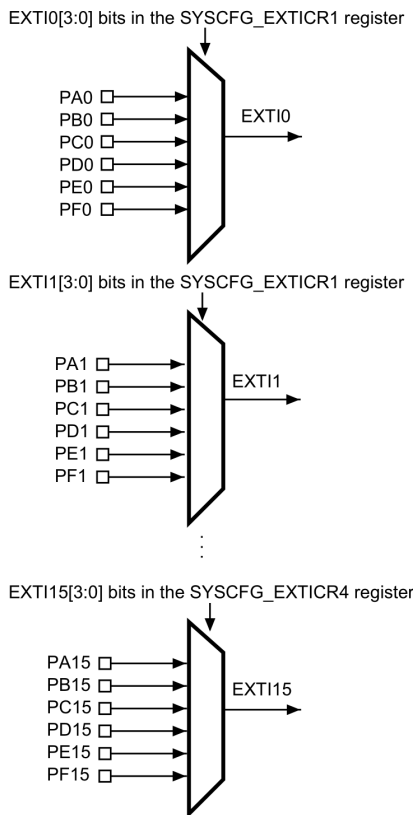 EXTI0[3:0] bits in the SYSCFG_EXTICR1 register
PA0
PB0
PC0
PD0
PE0
PF0
EXTI0
EXTI1[3:0] bits in the SYSCFG_EXTICR1 register
PA1
PB1
PC1
PD1
PE1
PF1
EXTI1
EXTI15[3:0] bits in the SYSCFG_EXTICR4 register
PA15
PB15
PC15
PD15
PE15
PF15
EXTI15